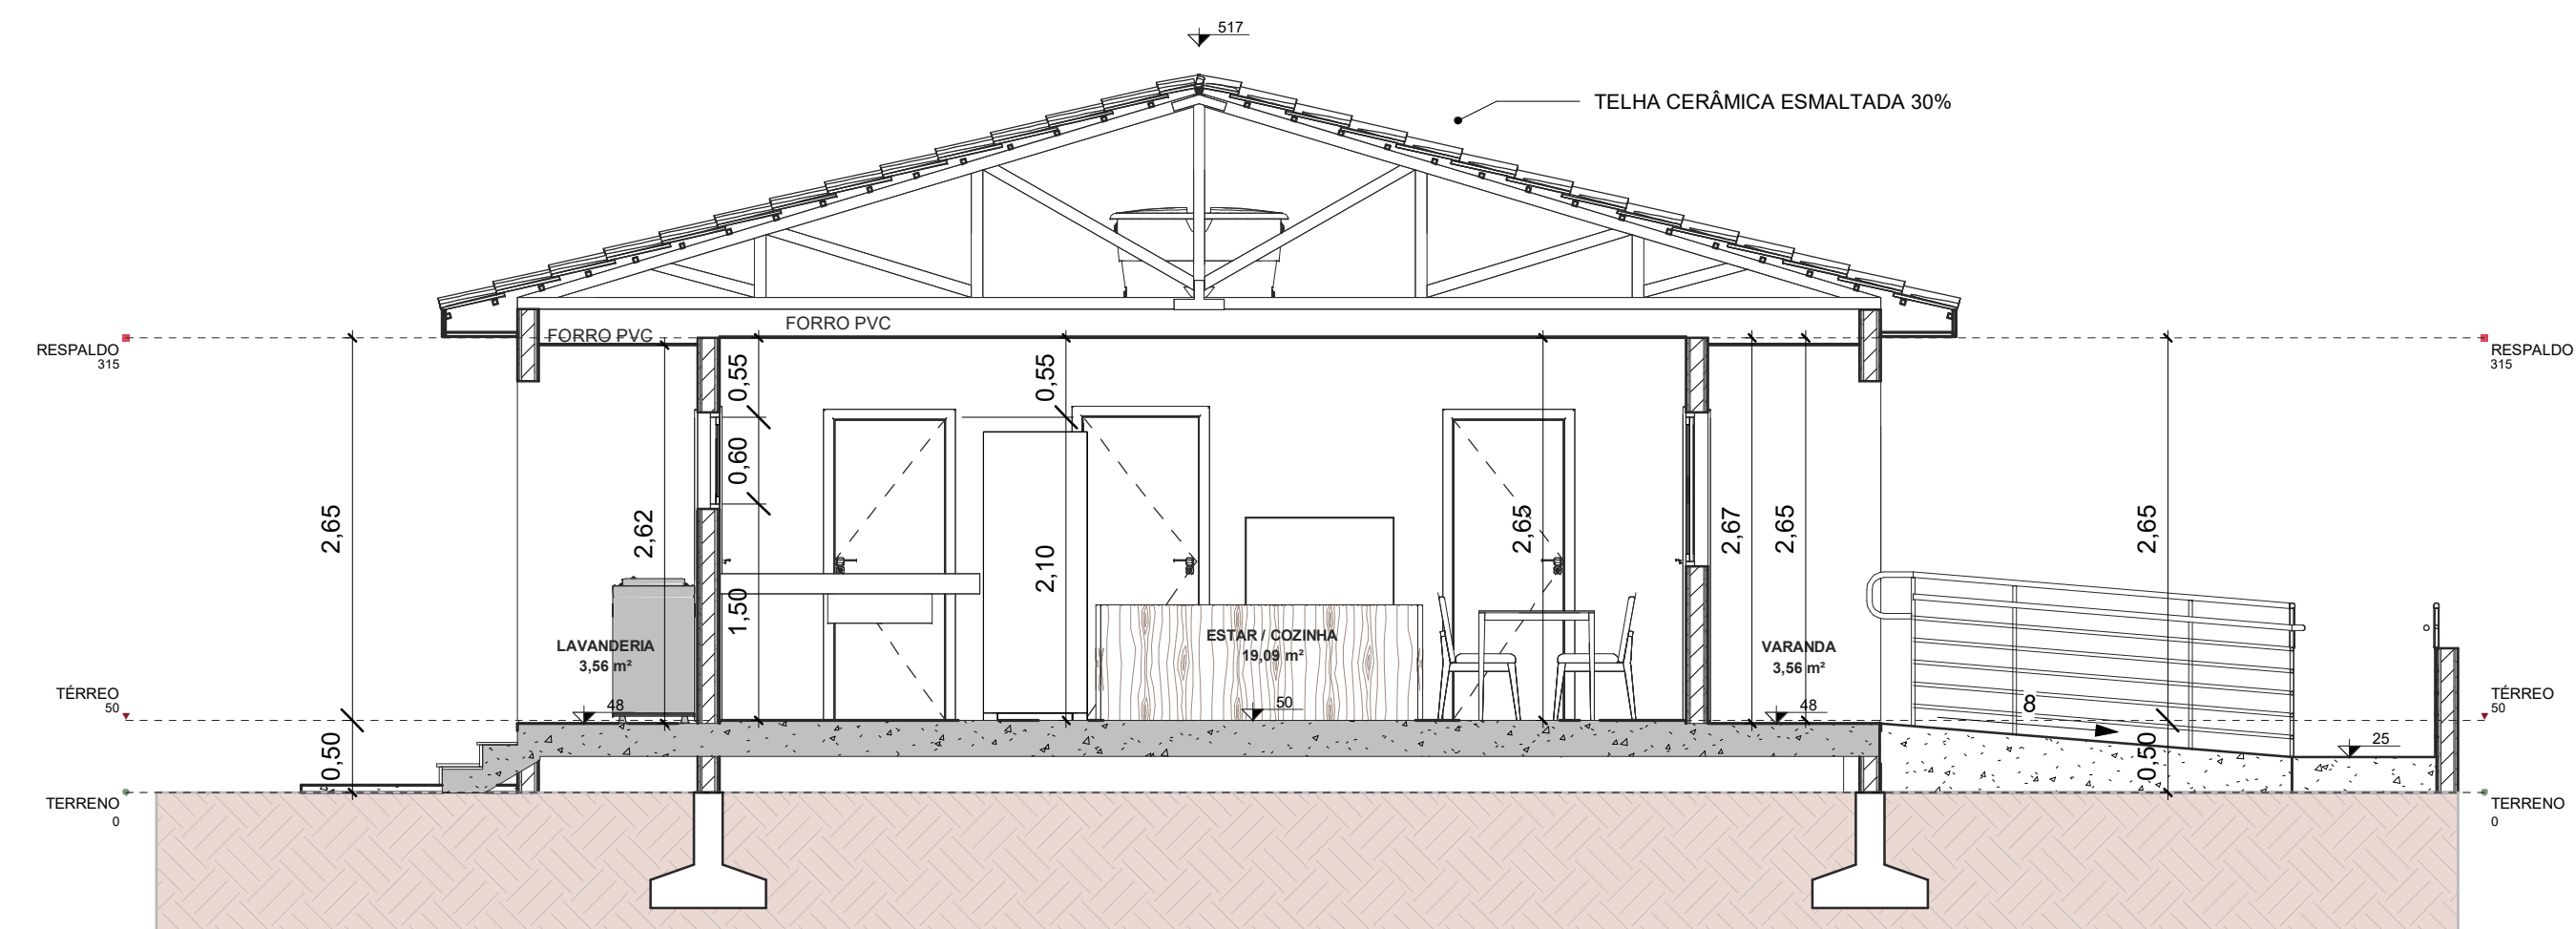 517
TELHA CERÂMICA ESMALTADA 30%
FORRO PVC
FORRO PVC
RESPALDO
315
RESPALDO
315
0,55
0,55
0,60
2,65
2,62
2,10
2,65
2,67
2,65
2,65
1,50
LAVANDERIA
3,56 m²
ESTAR / COZINHA
19,09 m²
VARANDA
3,56 m²
TÉRREO
50
48
50
48
8
TÉRREO
50
25
0,50
0,50
TERRENO
0
TERRENO
0